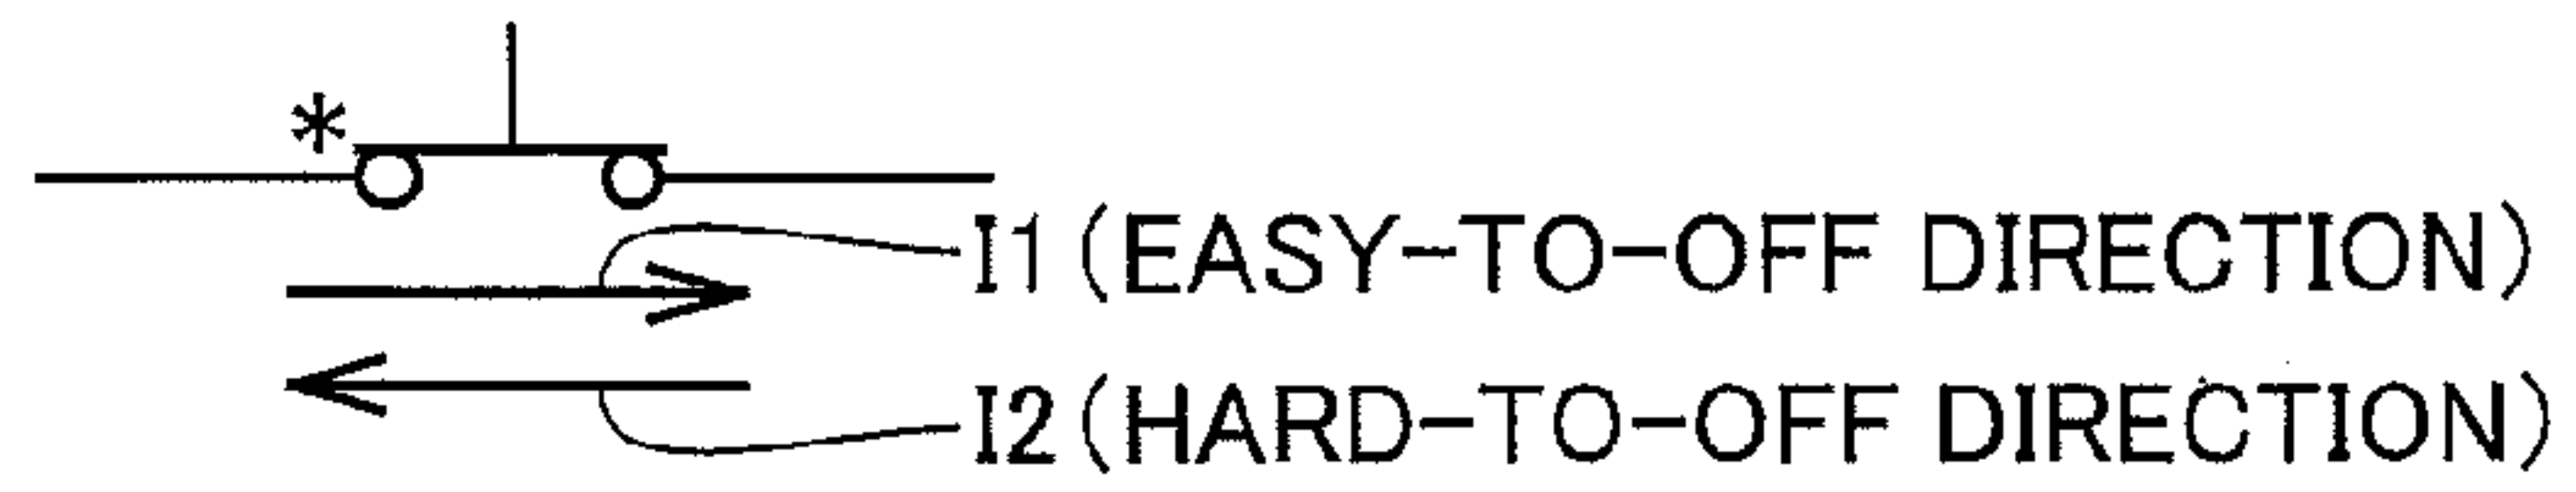 *
I1(EASY-TO-OFF DIRECTION)
I2(HARD-TO-OFF DIRECTION)